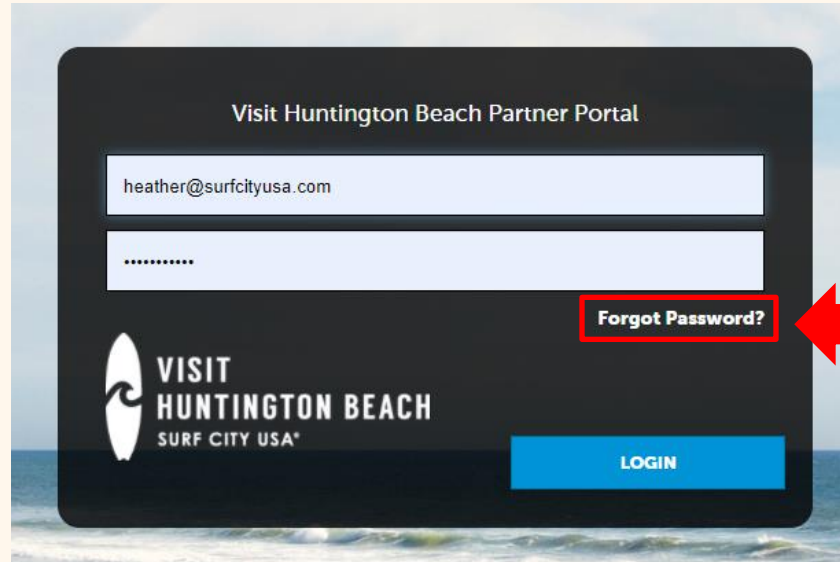 Visit Huntington Beach Partner Portal
heather@surfcityusa.com
•••••••••••
Forgot Password?
VISIT
HUNTINGTON BEACH
SURF CITY USA®
LOGIN